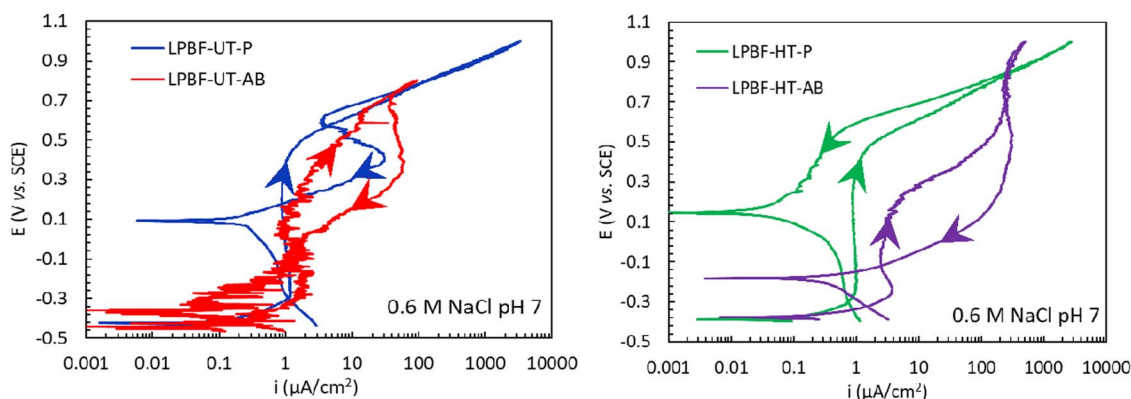 1.1
0.9
0.7
0.5
0.3
0.1
-0.1
-0.3
-0.5
E (V vs. SCE)
LPBF-UT-P
LPBF-UT-AB
0.6 M NaCl pH 7
0.001 0.01 0.1 1 10 100 1000 10000
i (μA/cm²)
1.1
0.9
0.7
0.5
0.3
0.1
-0.1
-0.3
-0.5
E (V vs. SCE)
LPBF-HT-P
LPBF-HT-AB
0.6 M NaCl pH 7
0.001 0.01 0.1 1 10 100 1000 10000
i (μA/cm²)